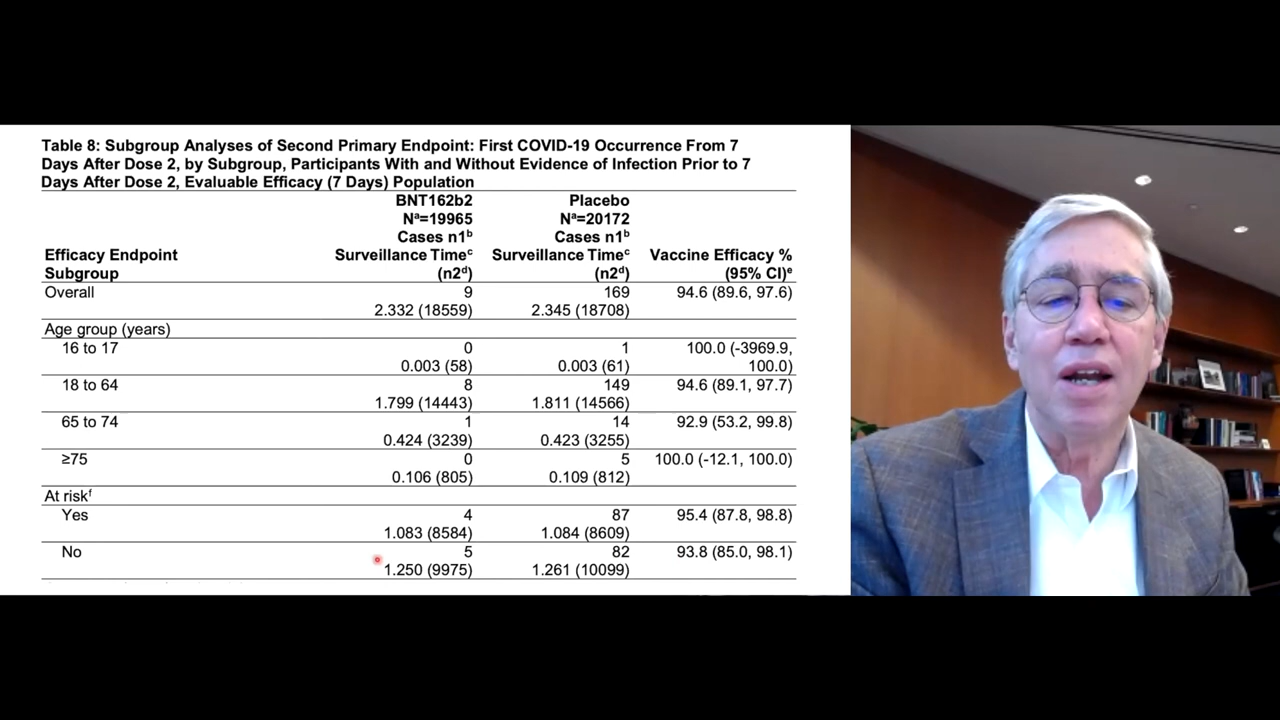 Table 8: Subgroup Analyses of Second Primary Endpoint: First COVID-19 Occurrence From 7
Days After Dose 2, by Subgroup, Participants With and Without Evidence of Infection Prior to 7
Days After Dose 2, Evaluable Efficacy (7 Days) Population
BNT162b2 Placebo
Nᵃ=19965 Nᵃ=20172
Cases n1ᵇ Cases n1ᵇ
Efficacy Endpoint Surveillance Timeᶜ Surveillance Timeᶜ Vaccine Efficacy %
Subgroup (n2ᵈ) (n2ᵈ) (95% CI)ᵉ
Overall 9 169 94.6 (89.6, 97.6)
2.332 (18559) 2.345 (18708)
Age group (years)
16 to 17 0 1 100.0 (-3969.9,
0.003 (58) 0.003 (61) 100.0)
18 to 64 8 149 94.6 (89.1, 97.7)
1.799 (14443) 1.811 (14566)
65 to 74 1 14 92.9 (53.2, 99.8)
0.424 (3239) 0.423 (3255)
≥75 0 5 100.0 (-12.1, 100.0)
0.106 (805) 0.109 (812)
At riskᶠ
Yes 4 87 95.4 (87.8, 98.8)
1.083 (8584) 1.084 (8609)
No 5 82 93.8 (85.0, 98.1)
1.250 (9975) 1.261 (10099)